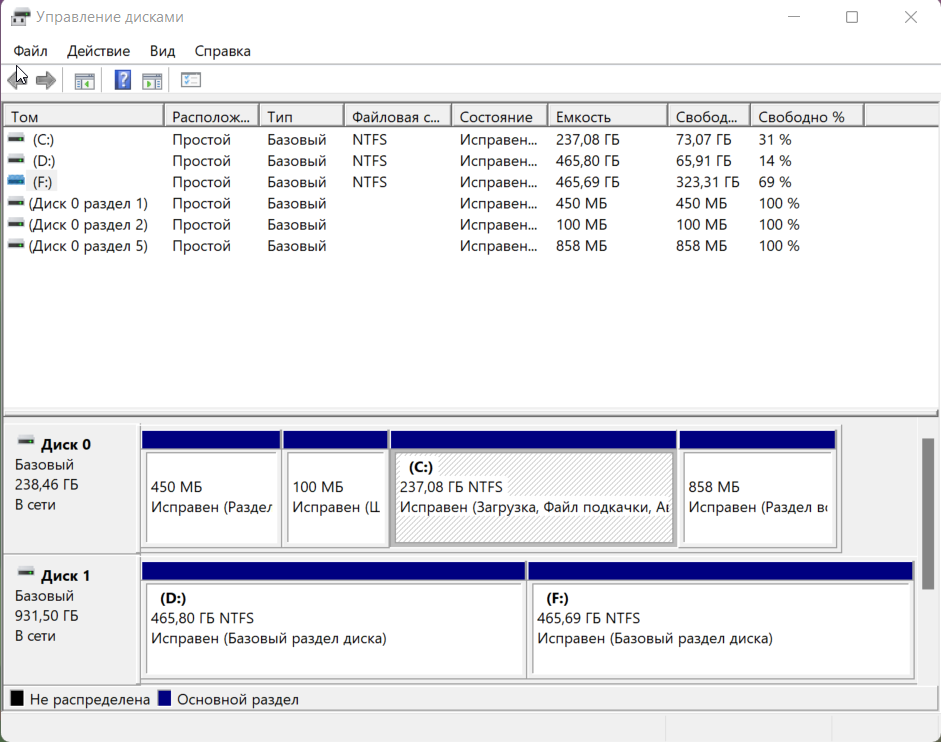 Управление дисками
Файл Действие Вид Справка
Том Располож... Тип Файловая с... Состояние Емкость Свобод... Свободно %
(C:) Простой Базовый NTFS Исправен... 237,08 ГБ 73,07 ГБ 31 %
(D:) Простой Базовый NTFS Исправен... 465,80 ГБ 65,91 ГБ 14 %
(F:) Простой Базовый NTFS Исправен... 465,69 ГБ 323,31 ГБ 69 %
(Диск 0 раздел 1) Простой Базовый Исправен... 450 МБ 450 МБ 100 %
(Диск 0 раздел 2) Простой Базовый Исправен... 100 МБ 100 МБ 100 %
(Диск 0 раздел 5) Простой Базовый Исправен... 858 МБ 858 МБ 100 %
Диск 0
Базовый
238,46 ГБ
В сети
450 МБ
Исправен (Раздел
100 МБ
Исправен (Ц
(C:)
237,08 ГБ NTFS
Исправен (Загрузка, Файл подкачки, Ав
858 МБ
Исправен (Раздел вс
Диск 1
Базовый
931,50 ГБ
В сети
(D:)
465,80 ГБ NTFS
Исправен (Базовый раздел диска)
(F:)
465,69 ГБ NTFS
Исправен (Базовый раздел диска)
Не распределена Основной раздел